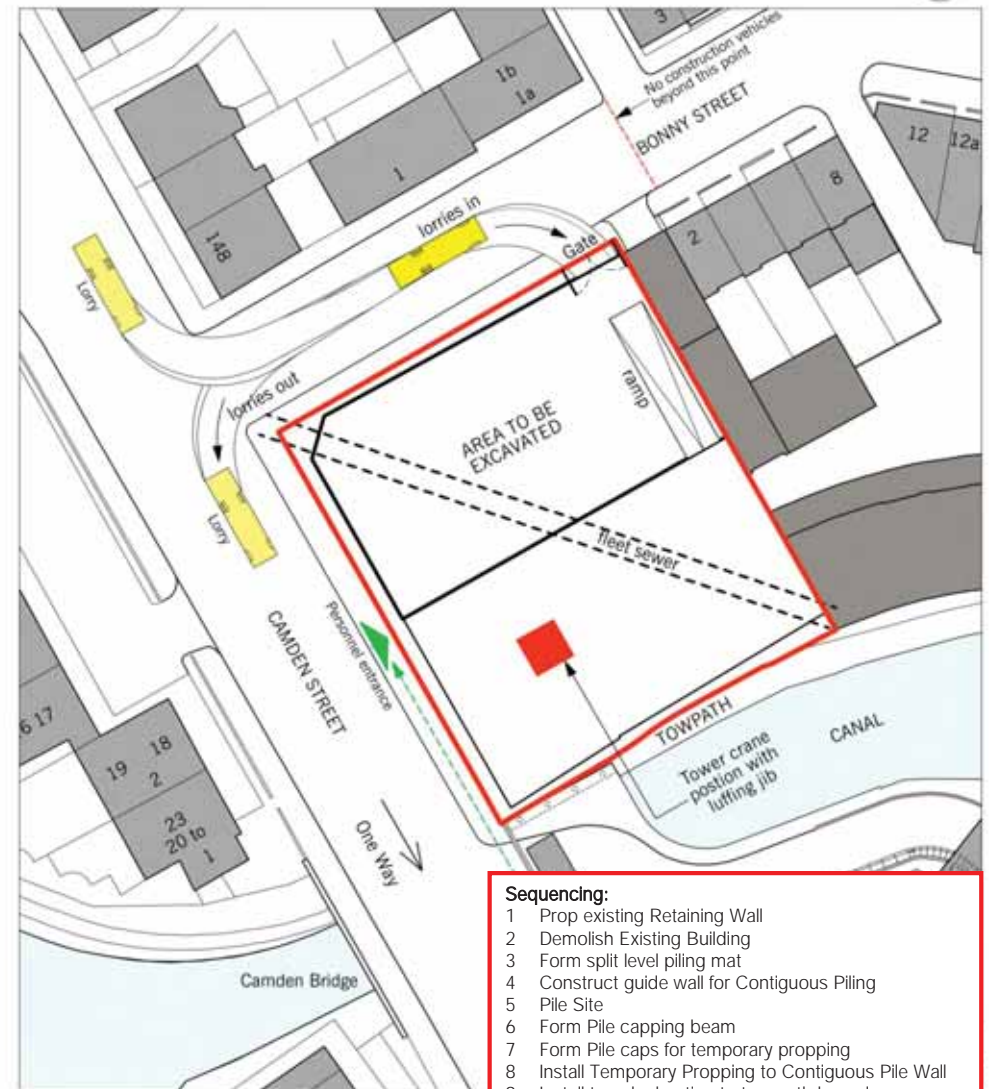 3
No construction vehicles
beyond this point
BONNY STREET
1b
1a
1
148
12
12a
8
2
lorries in
Gate
Lorry
lorries out
Lorry
ramp
AREA TO BE
EXCAVATED
fleet sewer
Personnel entrance
CAMDEN STREET
TOWPATH
CANAL
Tower crane
postion with
luffing jib
6 17
18
19
2
23
20 to
1
One Way
Camden Bridge
Sequencing:
1 Prop existing Retaining Wall
2 Demolish Existing Building
3 Form split level piling mat
4 Construct guide wall for Contiguous Piling
5 Pile Site
6 Form Pile capping beam
7 Form Pile caps for temporary propping
8 Install Temporary Propping to Contiguous Pile Wall